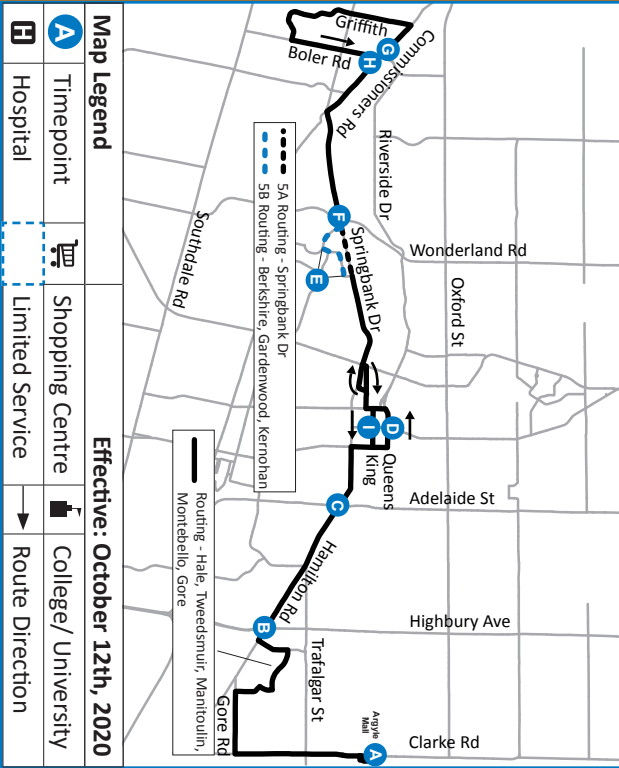 Griffith
Boler Rd
G
H
Commissioners Rd
Riverside Dr
Wonderland Rd
Oxford St
F
Springbank Dr
E
5A Routing - Springbank Dr
5B Routing - Berkshire, Gardenwood, Kernohan
Southdale Rd
D
I
Queens
King
Adelaide St
C
Hamilton Rd
Highbury Ave
B
Trafalgar St
Gore Rd
Argyle
Mall
A
Clarke Rd
Routing - Hale, Tweedsmuir, Manitoulin,
Montebello, Gore
Map Legend
Effective: October 12th, 2020
A Timepoint
Shopping Centre
College/ University
H Hospital
Limited Service
Route Direction